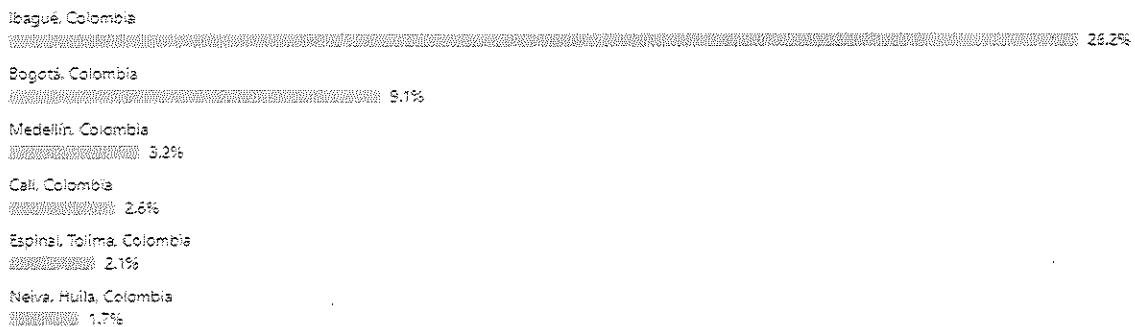 Ibagué, Colombia
26.2%
Bogotá, Colombia
9.1%
Medellín, Colombia
3.2%
Cali, Colombia
2.6%
Espinal, Tolima, Colombia
2.1%
Neiva, Huila, Colombia
1.7%